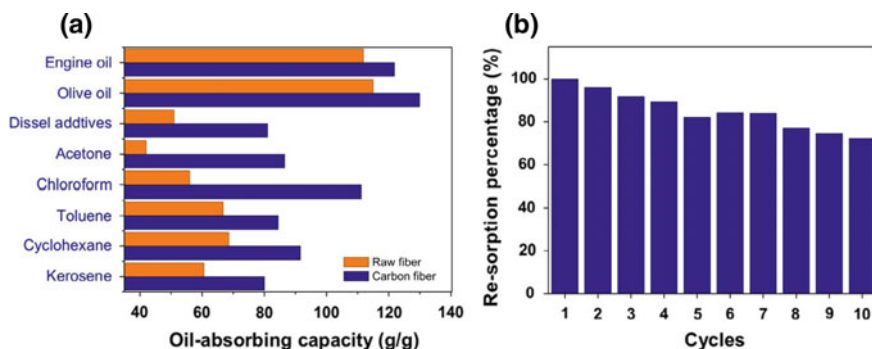 (a)
Engine oil
Olive oil
Dissel addtives
Acetone
Chloroform
Toluene
Cyclohexane
Kerosene
Raw fiber
Carbon fiber
40 60 80 100 120 140
Oil-absorbing capacity (g/g)
(b)
Re-sorption percentage (%)
100
80
60
40
20
0
1 2 3 4 5 6 7 8 9 10
Cycles